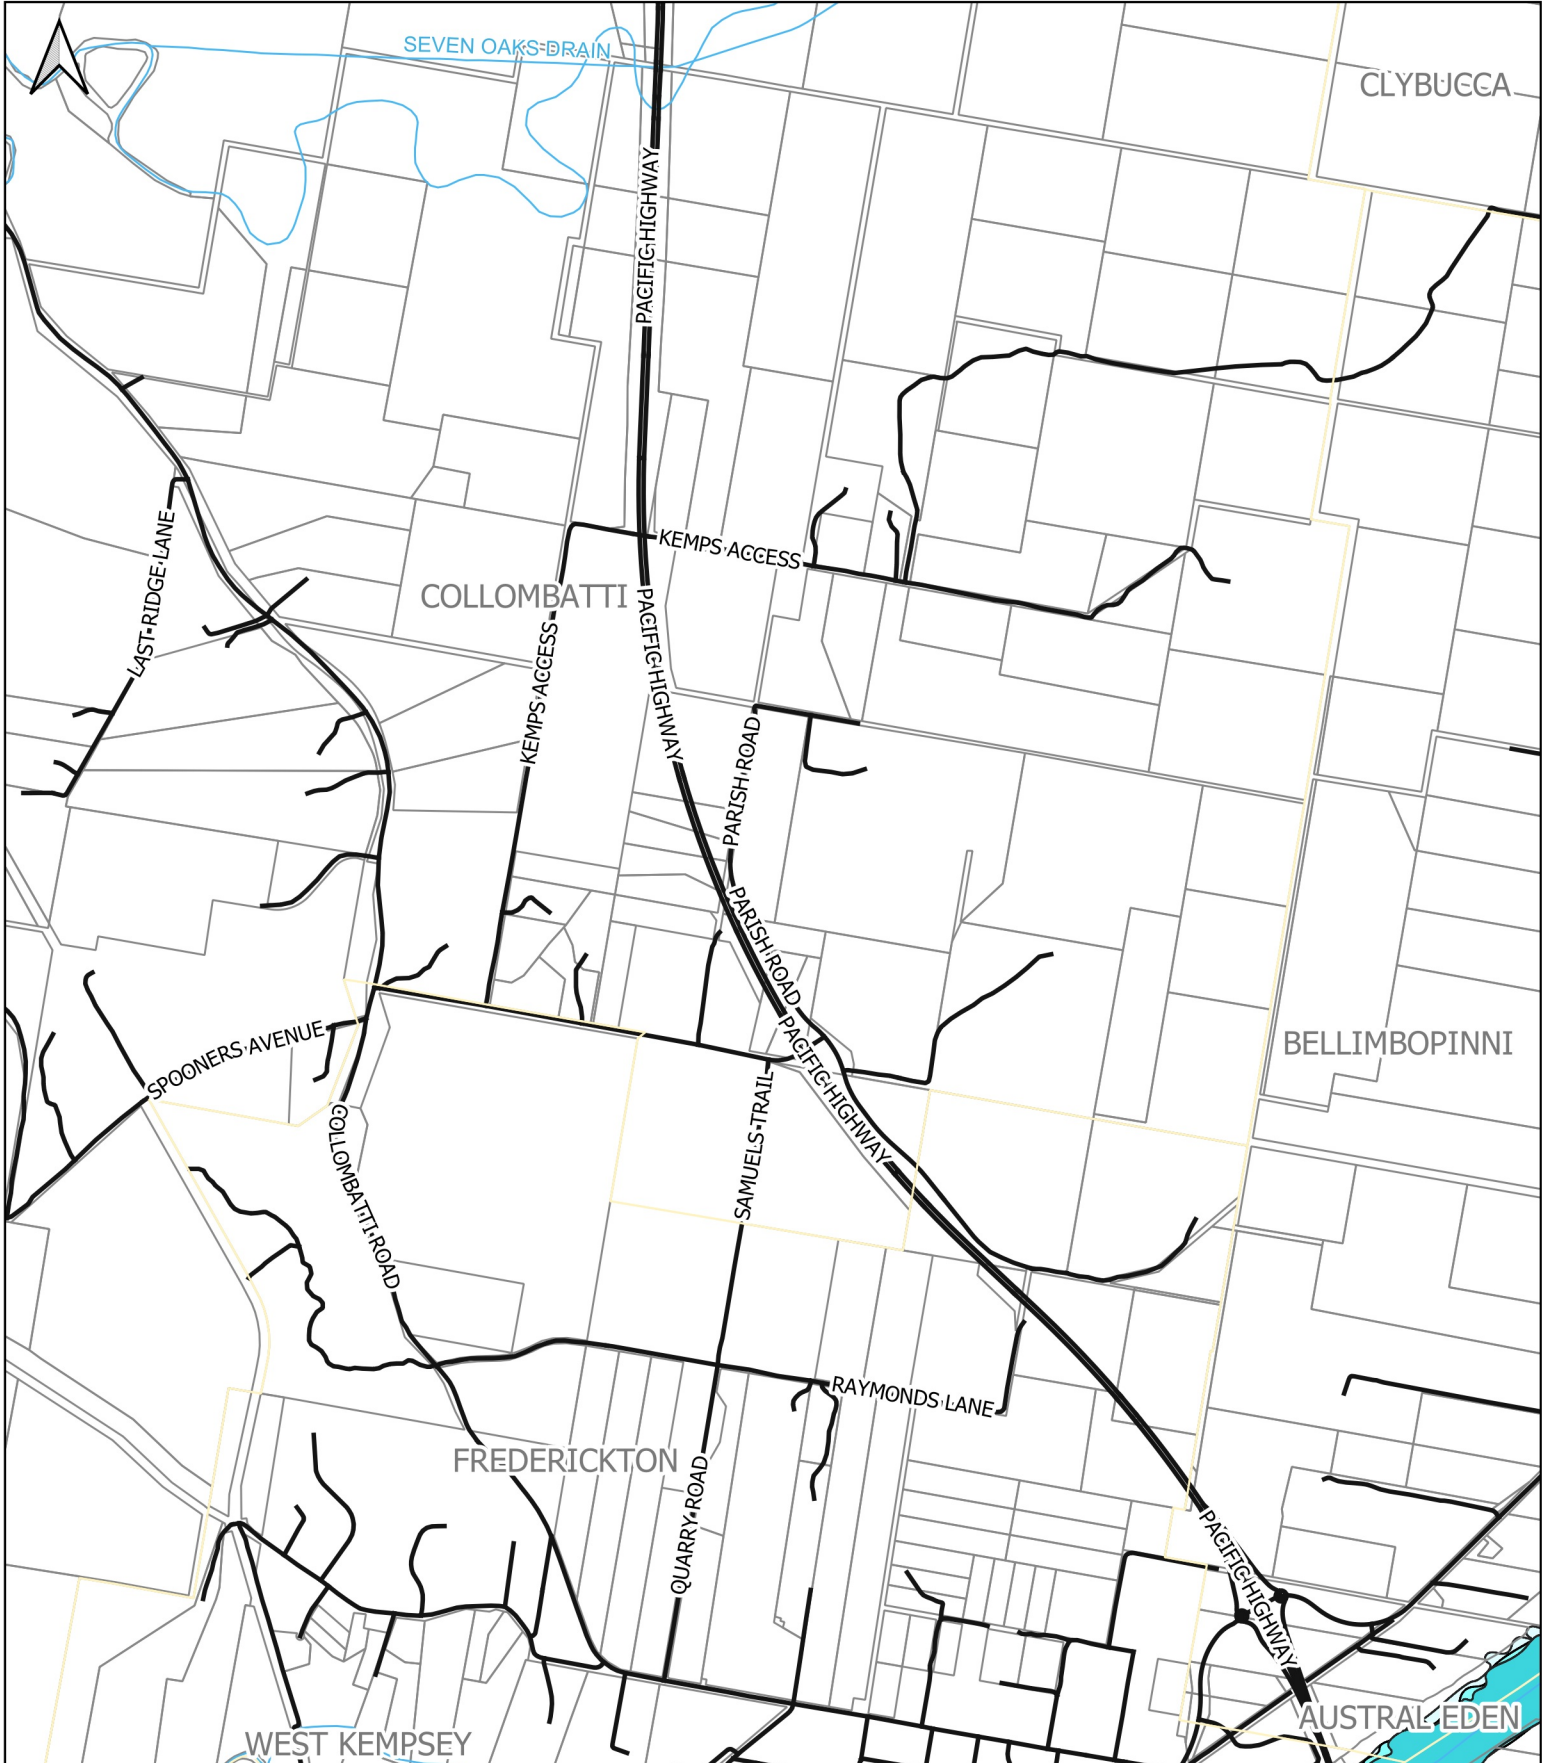 SEVEN OAKS DRAIN
CLYBUCCA
PACIFIC HIGHWAY
KEMPS ACCESS
LAST RIDGE LANE
COLLOMBATTI
PACIFIC HIGHWAY
KEMPS ACCESS
PARISH ROAD
PARISH ROAD
SPOONERS AVENUE
PACIFIC HIGHWAY
BELLIMBOPINNI
SAMUELS TRAIL
COLLOMBATTI ROAD
RAYMONDS LANE
FREDERICKTON
QUARRY ROAD
PACIFIC HIGHWAY
AUSTRAL EDEN
WEST KEMPSEY